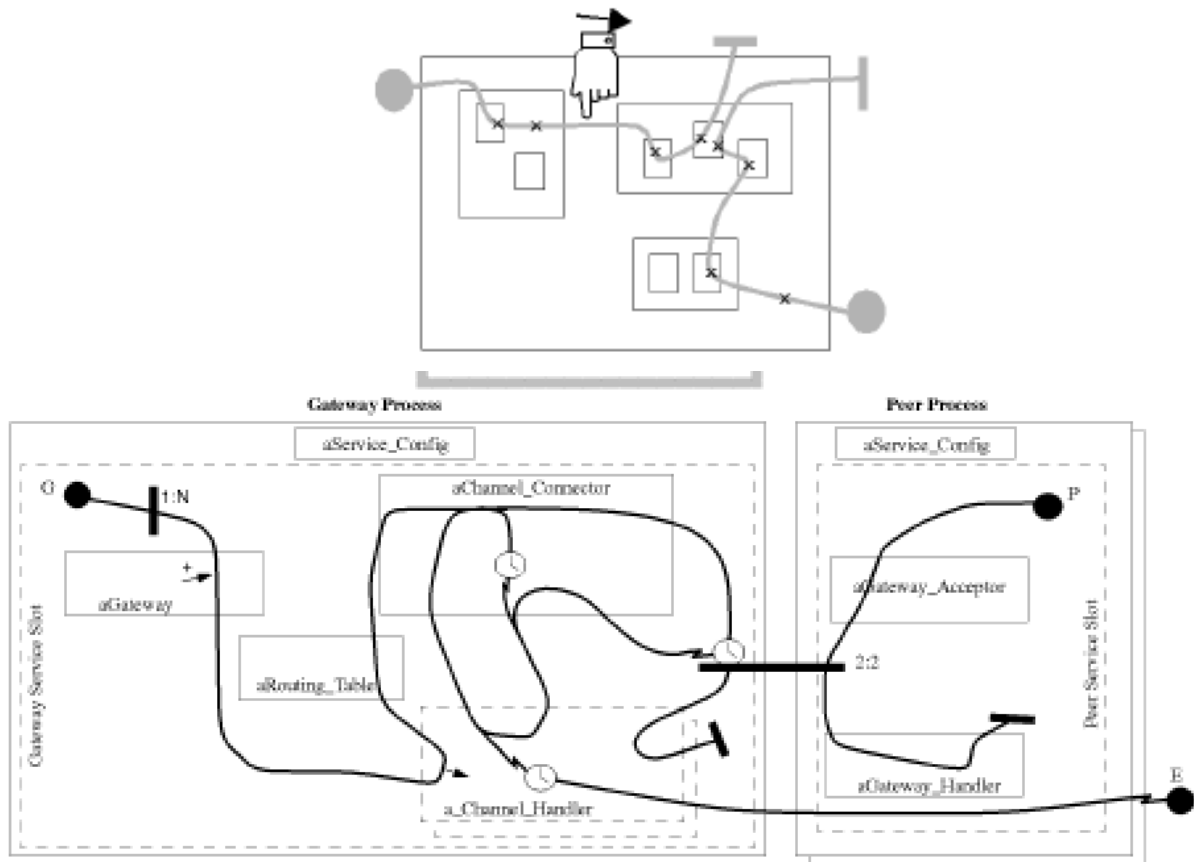 Gateway Process
Peer Process
aService_Config
aService_Config
aChannel_Connector
G
1:N
P
+
aGateway
aGateway_Acceptor
Gateway Service Slot
aRouting_Table
2:2
Peer Service Slot
aGateway_Handler
E
a_Channel_Handler